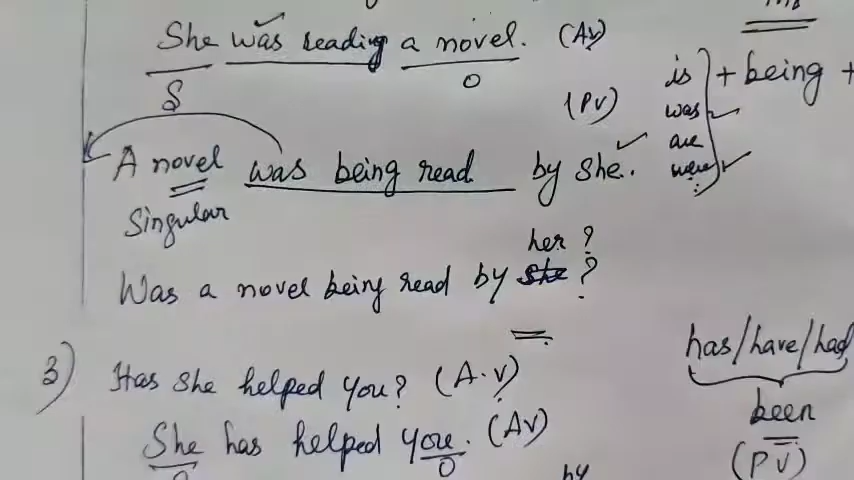 She was reading a novel. (AV)
S O
(PV)
is
was
are
were
+ being +
A novel was being read by she.
Singular
her ?
Was a novel being read by she ?
3) Has she helped you? (A.V)
has/have/had
been
(PV)
She has helped you. (AV)
O
by